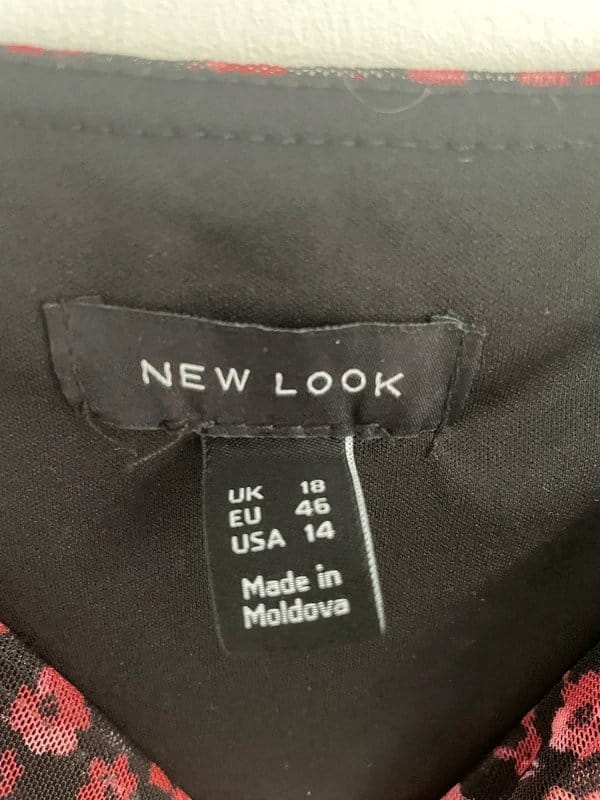 NEW LOOK
UK 18
EU 46
USA 14
Made in
Moldova